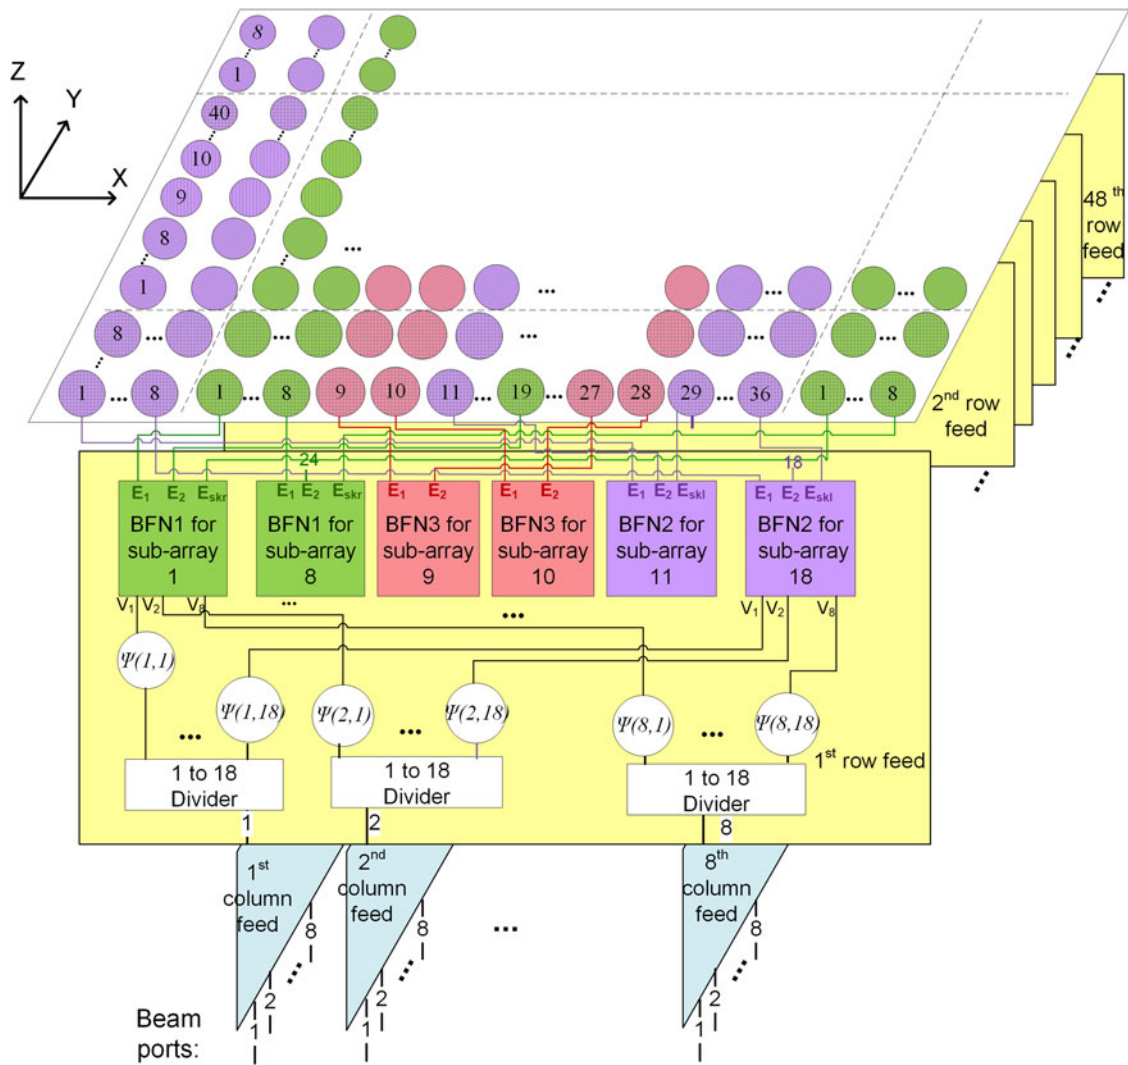 8
1
40
10
9
8
1
8
Z
Y
X
...
48th
row
feed
...
...
... ...
... ...
...
... ...
1 ... 8 1 ... 8 9 10 11 ... 19 ... 27 28 29 ... 36 1 ... 8
2nd row
feed
24
18
E1 E2 Eskr
E1 E2 Eskr
E1 E2
E1 E2
E1 E2 Eskl
E1 E2 Eskl
BFN1 for
sub-array
1
BFN1 for
sub-array
8
BFN3 for
sub-array
9
BFN3 for
sub-array
10
BFN2 for
sub-array
11
BFN2 for
sub-array
18
V1 V2 V8
...
...
V1 V2 V8
Ψ(1,1)
...
Ψ(1,18)
Ψ(2,1)
...
Ψ(2,18)
Ψ(8,1)
...
Ψ(8,18)
1st row feed
1 to 18
Divider
1 to 18
Divider
1 to 18
Divider
1
2
8
1st
column
feed
2nd
column
feed
8th
column
feed
8
8
...
8
2
2
2
1
1
1
Beam
ports: